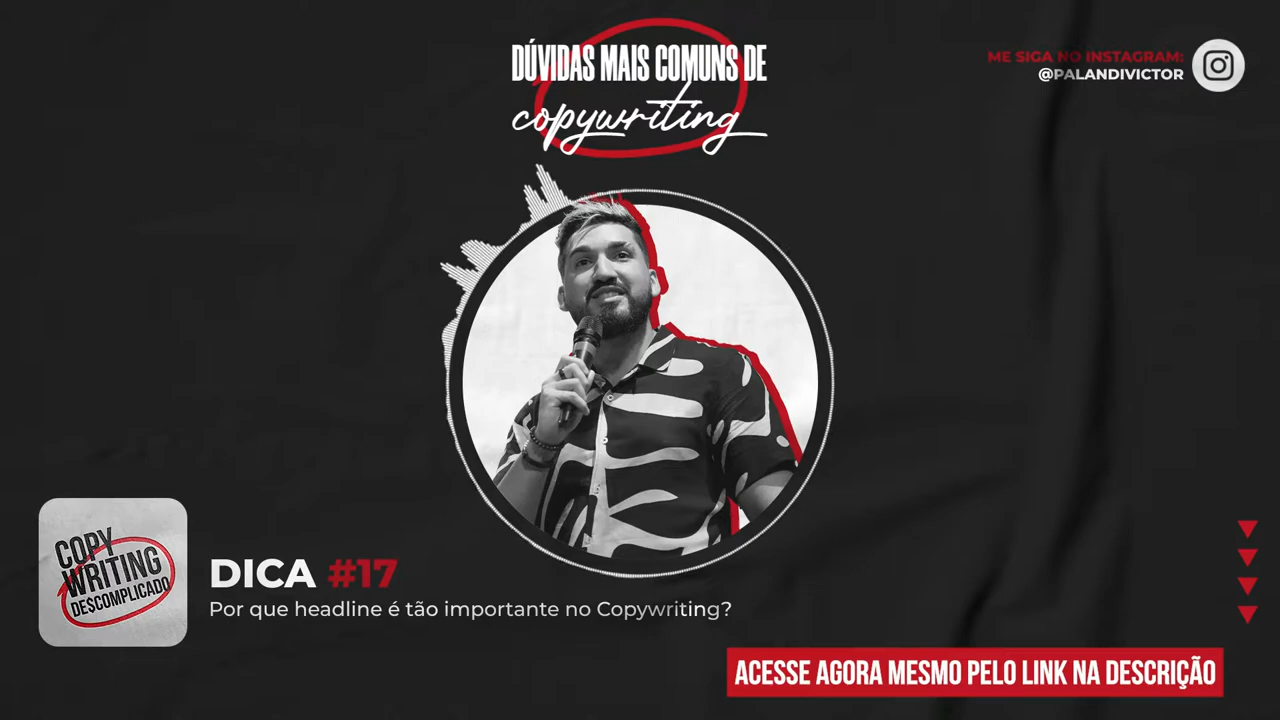 DÚVIDAS MAIS COMUNS DE
copywriting
ME SIGA NO INSTAGRAM:
@PALANDIVICTOR
COPY
WRITING
DESCOMPLICADO
DICA #17
Por que headline é tão importante no Copywriting?
ACESSE AGORA MESMO PELO LINK NA DESCRIÇÃO